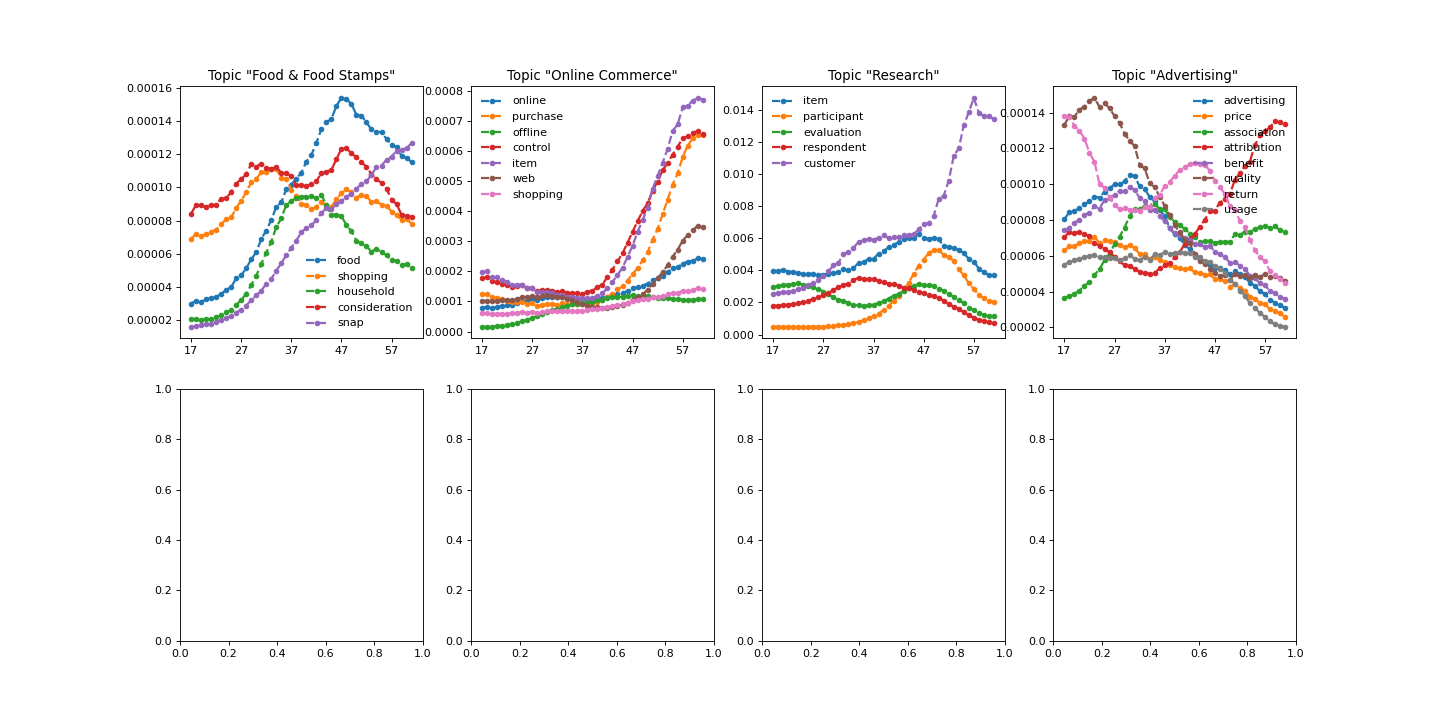 Topic "Food & Food Stamps"
0.00016
0.00014
0.00012
0.00010
0.00008
0.00006
0.00004
0.00002
food
shopping
household
consideration
snap
17 27 37 47 57
Topic "Online Commerce"
0.0008
0.0007
0.0006
0.0005
0.0004
0.0003
0.0002
0.0001
0.0000
online
purchase
offline
control
item
web
shopping
17 27 37 47 57
Topic "Research"
0.014
0.012
0.010
0.008
0.006
0.004
0.002
0.000
item
participant
evaluation
respondent
customer
17 27 37 47 57
Topic "Advertising"
0.00014
0.00012
0.00010
0.00008
0.00006
0.00004
0.00002
advertising
price
association
attribution
benefit
quality
return
usage
17 27 37 47 57
1.0
0.8
0.6
0.4
0.2
0.0
0.0 0.2 0.4 0.6 0.8 1.0
1.0
0.8
0.6
0.4
0.2
0.0
0.0 0.2 0.4 0.6 0.8 1.0
1.0
0.8
0.6
0.4
0.2
0.0
0.0 0.2 0.4 0.6 0.8 1.0
1.0
0.8
0.6
0.4
0.2
0.0
0.0 0.2 0.4 0.6 0.8 1.0